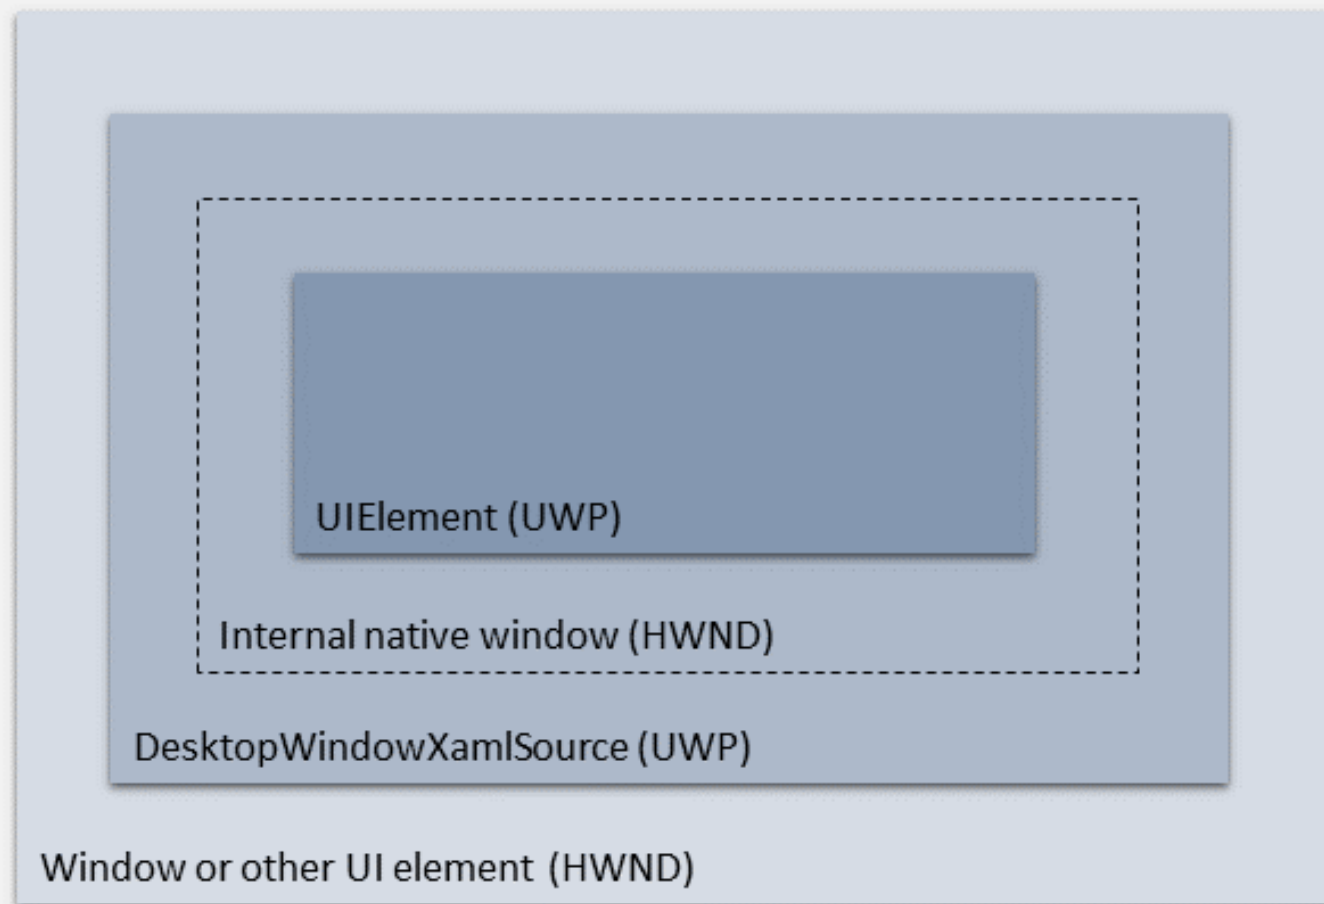 UIElement (UWP)
Internal native window (HWND)
DesktopWindowXamlSource (UWP)
Window or other UI element (HWND)